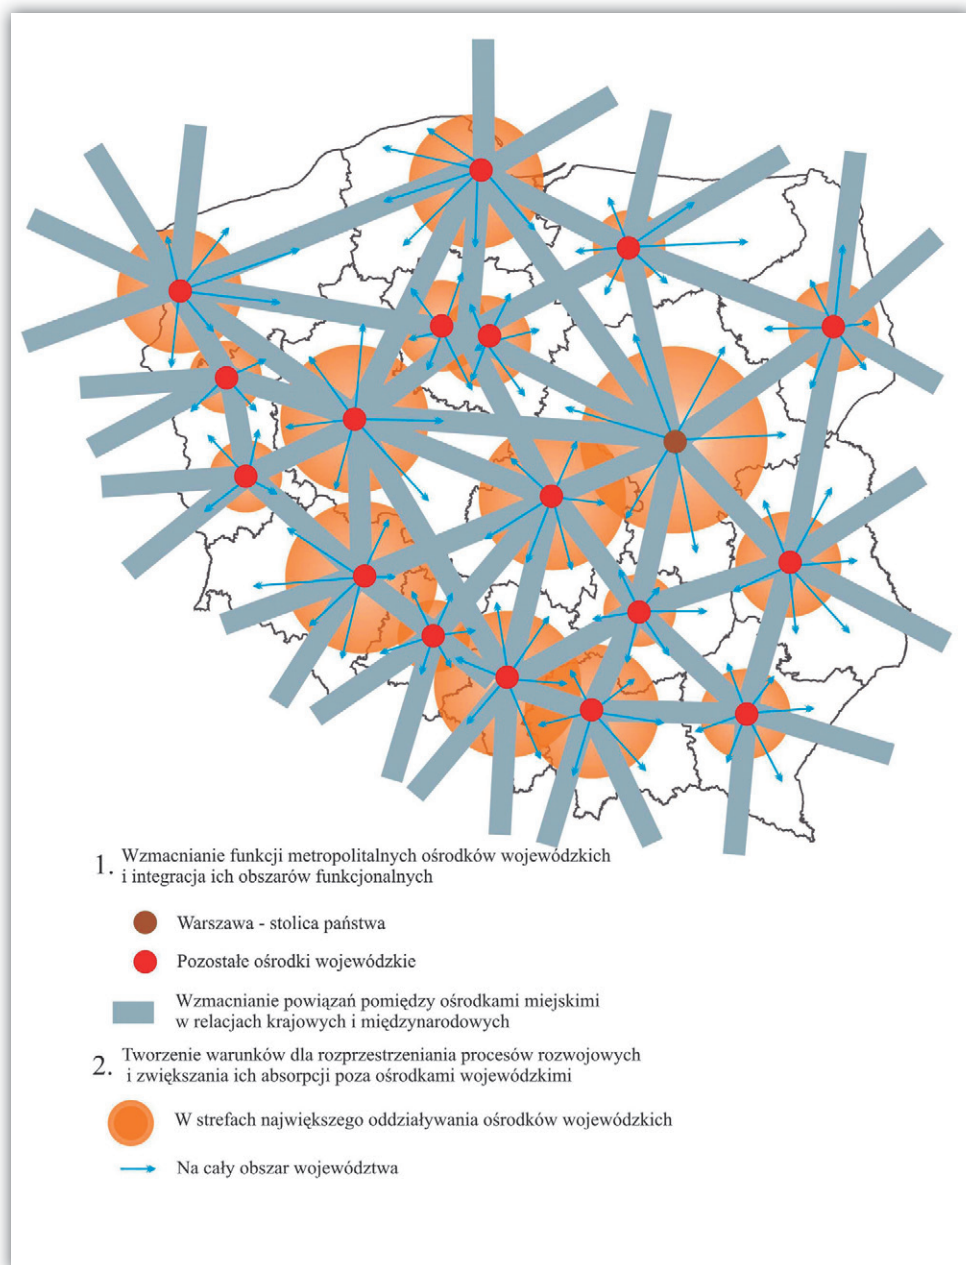 1. Wzmacnianie funkcji metropolitalnych ośrodków wojewódzkich
i integracja ich obszarów funkcjonalnych
Warszawa - stolica państwa
Pozostałe ośrodki wojewódzkie
Wzmacnianie powiązań pomiędzy ośrodkami miejskimi
w relacjach krajowych i międzynarodowych
2. Tworzenie warunków dla rozprzestrzeniania procesów rozwojowych
i zwiększania ich absorpcji poza ośrodkami wojewódzkimi
W strefach największego oddziaływania ośrodków wojewódzkich
Na cały obszar województwa